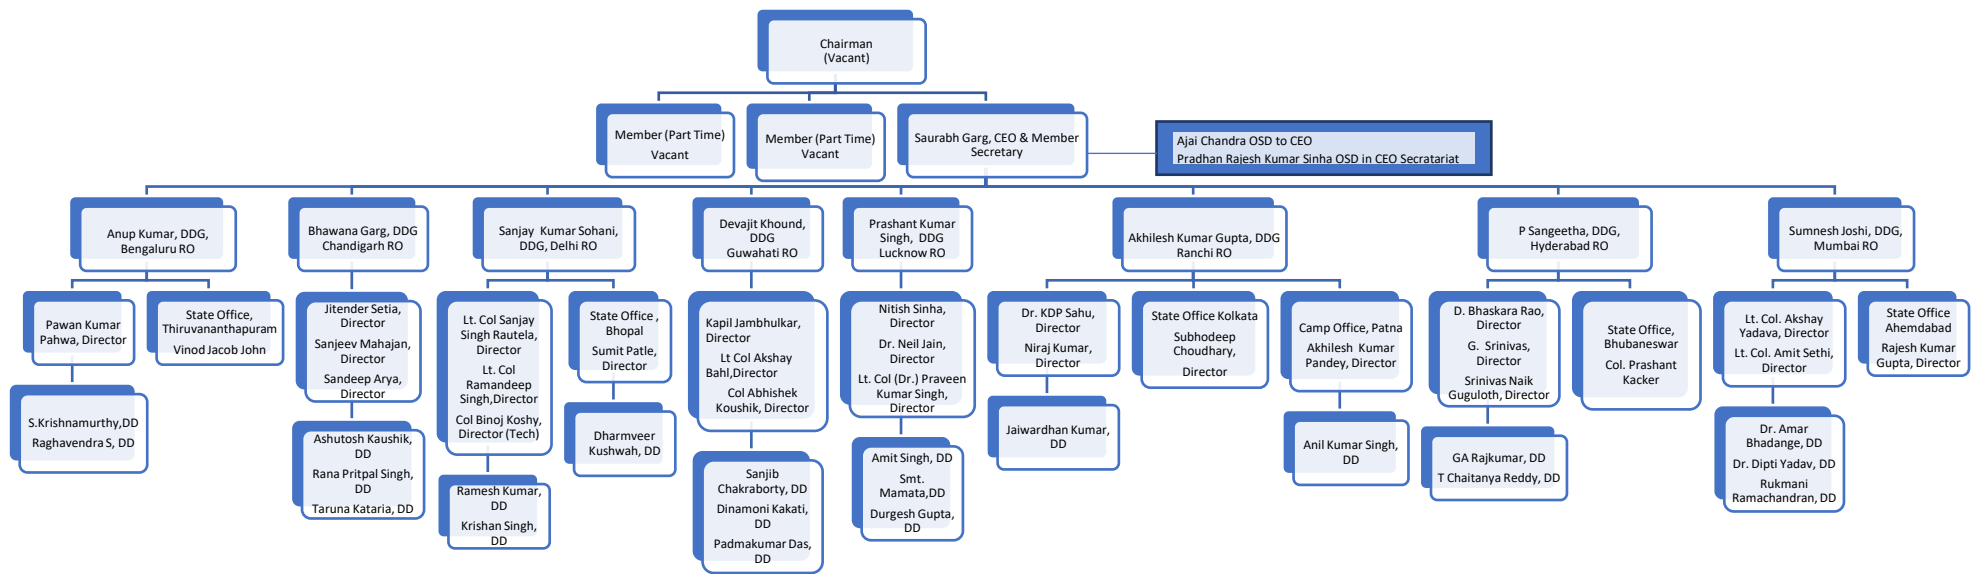 Chairman
(Vacant)
Member (Part Time)
Vacant
Member (Part Time)
Vacant
Saurabh Garg, CEO & Member
Secretary
Ajai Chandra OSD to CEO
Pradhan Rajesh Kumar Sinha OSD in CEO Secratariat
Anup Kumar, DDG,
Bengaluru RO
Bhawana Garg, DDG
Chandigarh RO
Sanjay Kumar Sohani,
DDG, Delhi RO
Devajit Khound,
DDG
Guwahati RO
Prashant Kumar
Singh, DDG
Lucknow RO
Akhilesh Kumar Gupta, DDG
Ranchi RO
P Sangeetha, DDG,
Hyderabad RO
Sumnesh Joshi, DDG,
Mumbai RO
Pawan Kumar
Pahwa, Director
State Office,
Thiruvananthapuram
Vinod Jacob John
Jitender Setia,
Director
Sanjeev Mahajan,
Director
Sandeep Arya,
Director
Lt. Col Sanjay
Singh Rautela,
Director
Lt. Col
Ramandeep
Singh,Director
Col Binoj Koshy,
Director (Tech)
State Office ,
Bhopal
Sumit Patle,
Director
Kapil Jambhulkar,
Director
Lt Col Akshay
Bahl,Director
Col Abhishek
Koushik, Director
Nitish Sinha,
Director
Dr. Neil Jain,
Director
Lt. Col (Dr.) Praveen
Kumar Singh,
Director
Dr. KDP Sahu,
Director
Niraj Kumar,
Director
State Office Kolkata
Subhodeep
Choudhary,
Director
Camp Office, Patna
Akhilesh Kumar
Pandey, Director
D. Bhaskara Rao,
Director
G. Srinivas,
Director
Srinivas Naik
Guguloth, Director
State Office,
Bhubaneswar
Col. Prashant
Kacker
Lt. Col. Akshay
Yadava, Director
Lt. Col. Amit Sethi,
Director
State Office
Ahemdabad
Rajesh Kumar
Gupta, Director
S.Krishnamurthy,DD
Raghavendra S, DD
Ashutosh Kaushik,
DD
Rana Pritpal Singh,
DD
Taruna Kataria, DD
Ramesh Kumar,
DD
Krishan Singh,
DD
Dharmveer
Kushwah, DD
Sanjib
Chakraborty, DD
Dinamoni Kakati,
DD
Padmakumar Das,
DD
Amit Singh, DD
Smt.
Mamata,DD
Durgesh Gupta,
DD
Jaiwardhan Kumar,
DD
Anil Kumar Singh,
DD
GA Rajkumar, DD
T Chaitanya Reddy, DD
Dr. Amar
Bhadange, DD
Dr. Dipti Yadav, DD
Rukmani
Ramachandran, DD